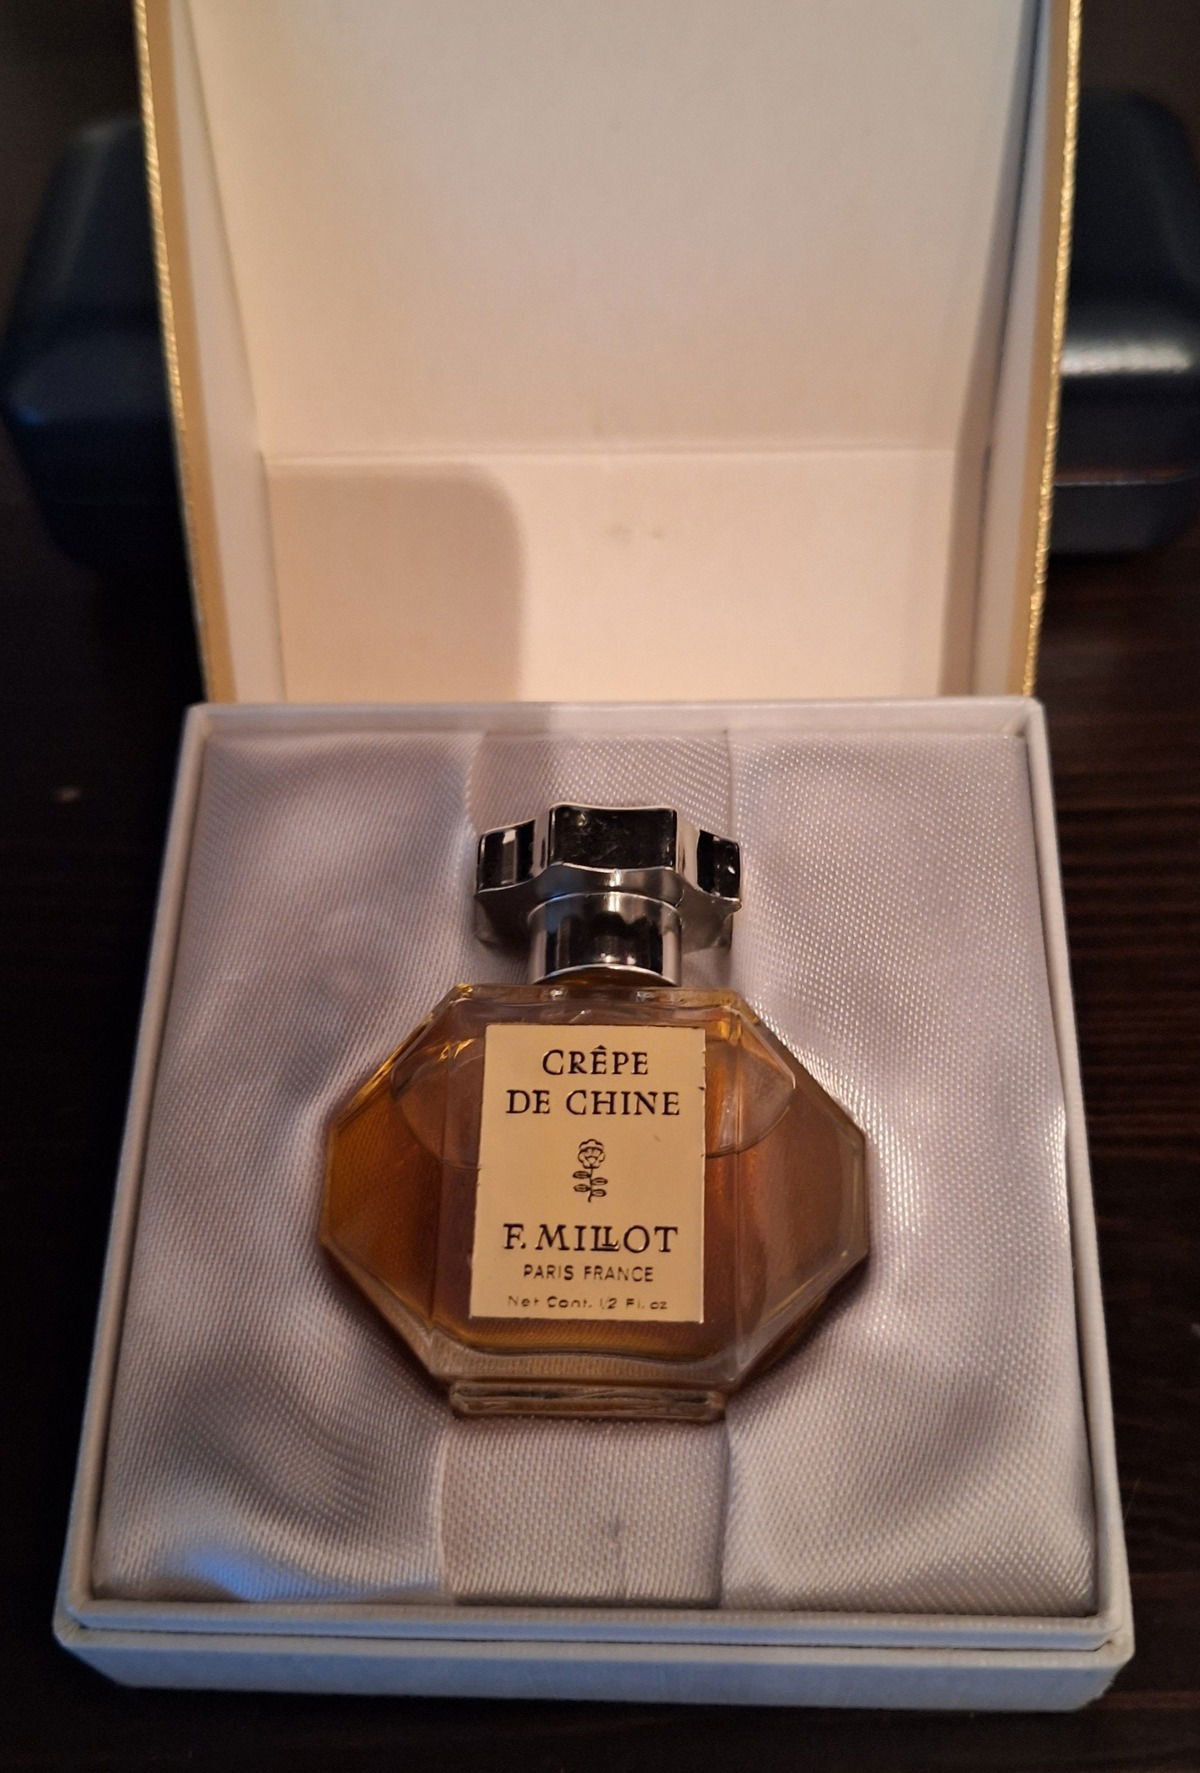 CRÊPE
DE CHINE
F. MILLOT
PARIS FRANCE
Net Cont. 1/2 Fl. oz